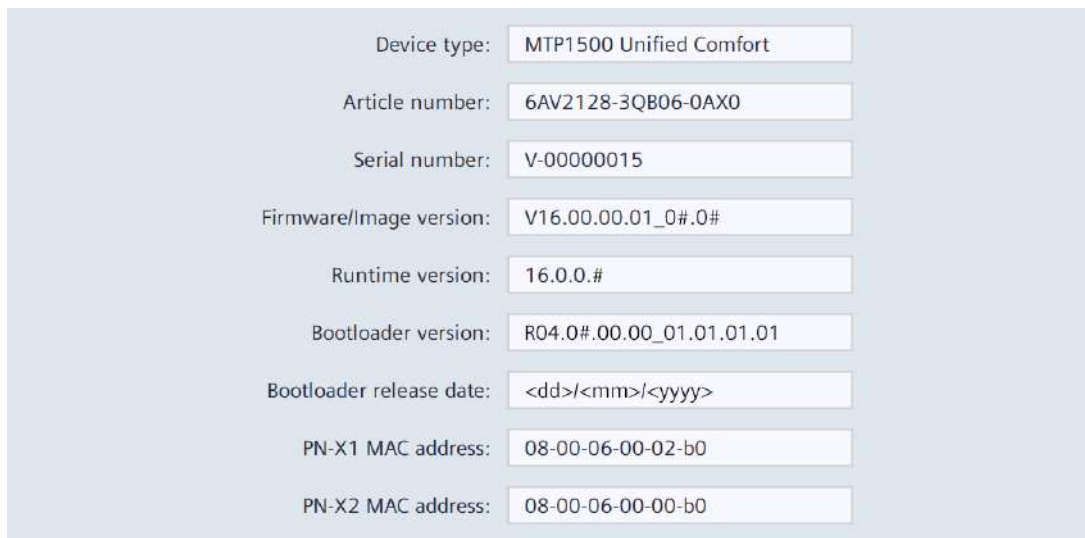 Device type: MTP1500 Unified Comfort
Article number: 6AV2128-3QB06-0AX0
Serial number: V-00000015
Firmware/Image version: V16.00.00.01_0#.0#
Runtime version: 16.0.0.#
Bootloader version: R04.0#.00.00_01.01.01.01
Bootloader release date: <dd>/<mm>/<yyyy>
PN-X1 MAC address: 08-00-06-00-02-b0
PN-X2 MAC address: 08-00-06-00-00-b0